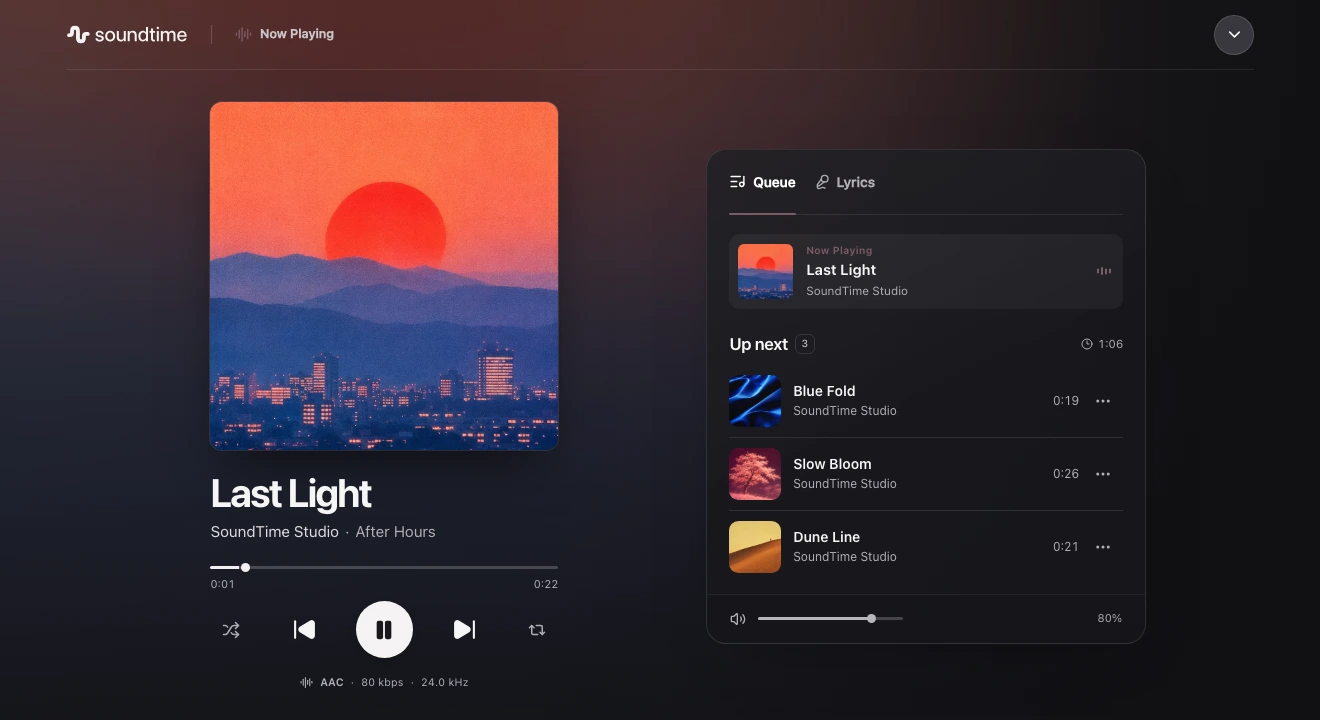 soundtime
Now Playing
Last Light
SoundTime Studio · After Hours
0:01 0:22
AAC · 80 kbps · 24.0 kHz
Queue Lyrics
Now Playing
Last Light
SoundTime Studio
Up next 3 1:06
Blue Fold
SoundTime Studio
0:19
Slow Bloom
SoundTime Studio
0:26
Dune Line
SoundTime Studio
0:21
80%